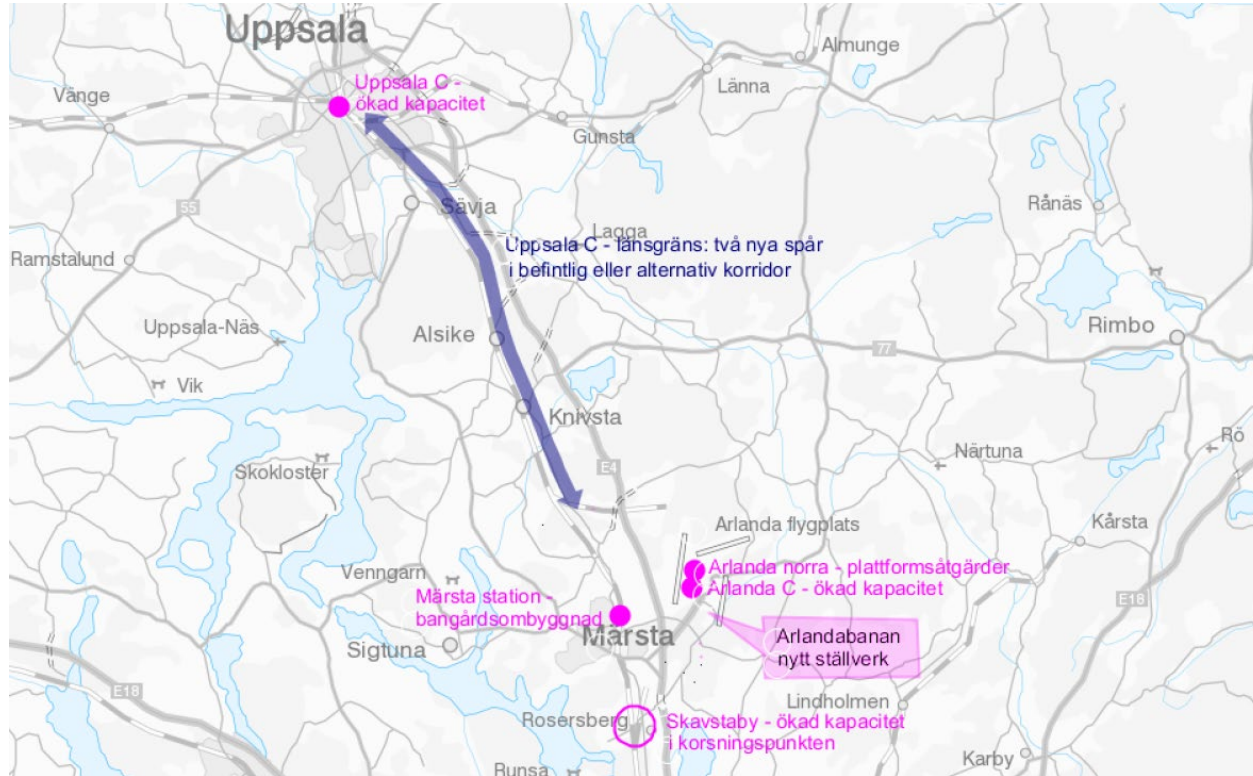 Uppsala
Almunge
Uppsala C -
ökad kapacitet
Länna
Vänge
Gunsta
Rånäs
55
Sävja
Lagga
Uppsala C - länsgräns: två nya spår
i befintlig eller alternativ korridor
Ramstalund
Uppsala-Näs
Alsike
Rimbo
77
Vik
Knivsta
Rö
Närtuna
Skokloster
E4
Arlanda flygplats
Kårsta
Venngarn
Arlanda norra - plattformsåtgärder
Arlanda C - ökad kapacitet
Märsta station -
bangårdsombyggnad
E18
Märsta
Arlandabanan
nytt ställverk
Sigtuna
E18
Lindholmen
Rosersberg
Skavstaby - ökad kapacitet
i korsningspunkten
Karby
Runsa